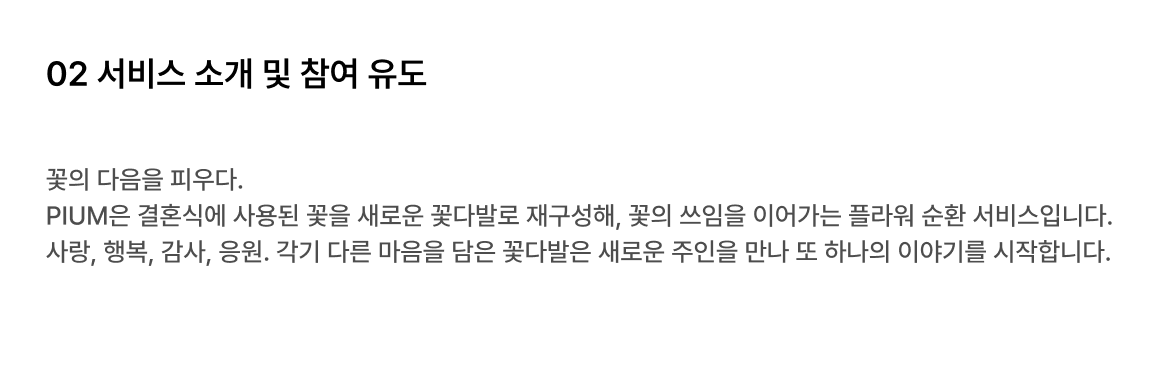 02 서비스 소개 및 참여 유도
꽃의 다음을 피우다.
PIUM은 결혼식에 사용된 꽃을 새로운 꽃다발로 재구성해, 꽃의 쓰임을 이어가는 플라워 순환 서비스입니다.
사랑, 행복, 감사, 응원. 각기 다른 마음을 담은 꽃다발은 새로운 주인을 만나 또 하나의 이야기를 시작합니다.